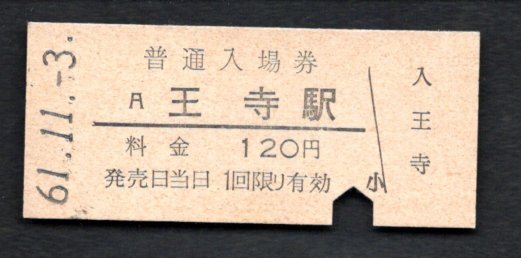 61.11.-3.
普通入場券
円 王寺駅
料金 120円
発売日当日 1回限り有効
小
入
王
寺